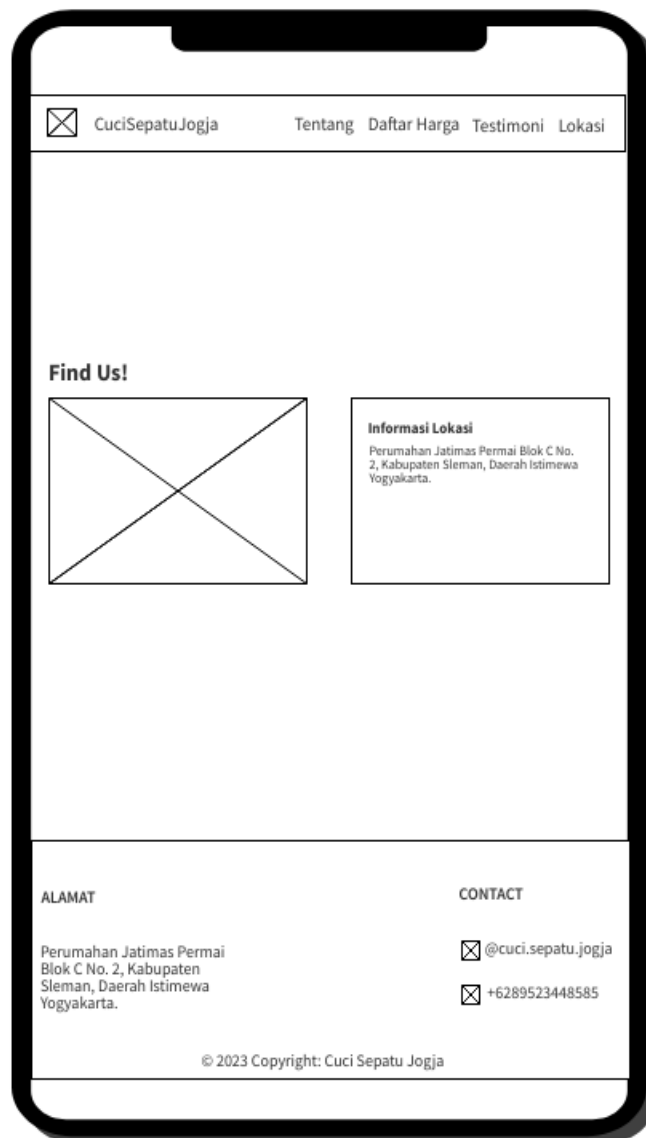 CuciSepatuJogja Tentang Daftar Harga Testimoni Lokasi
Find Us!
Informasi Lokasi
Perumahan Jatimas Permai Blok C No.
2, Kabupaten Sleman, Daerah Istimewa
Yogyakarta.
ALAMAT
Perumahan Jatimas Permai
Blok C No. 2, Kabupaten
Sleman, Daerah Istimewa
Yogyakarta.
CONTACT
@cuci.sepatu.jogja
+6289523448585
© 2023 Copyright: Cuci Sepatu Jogja